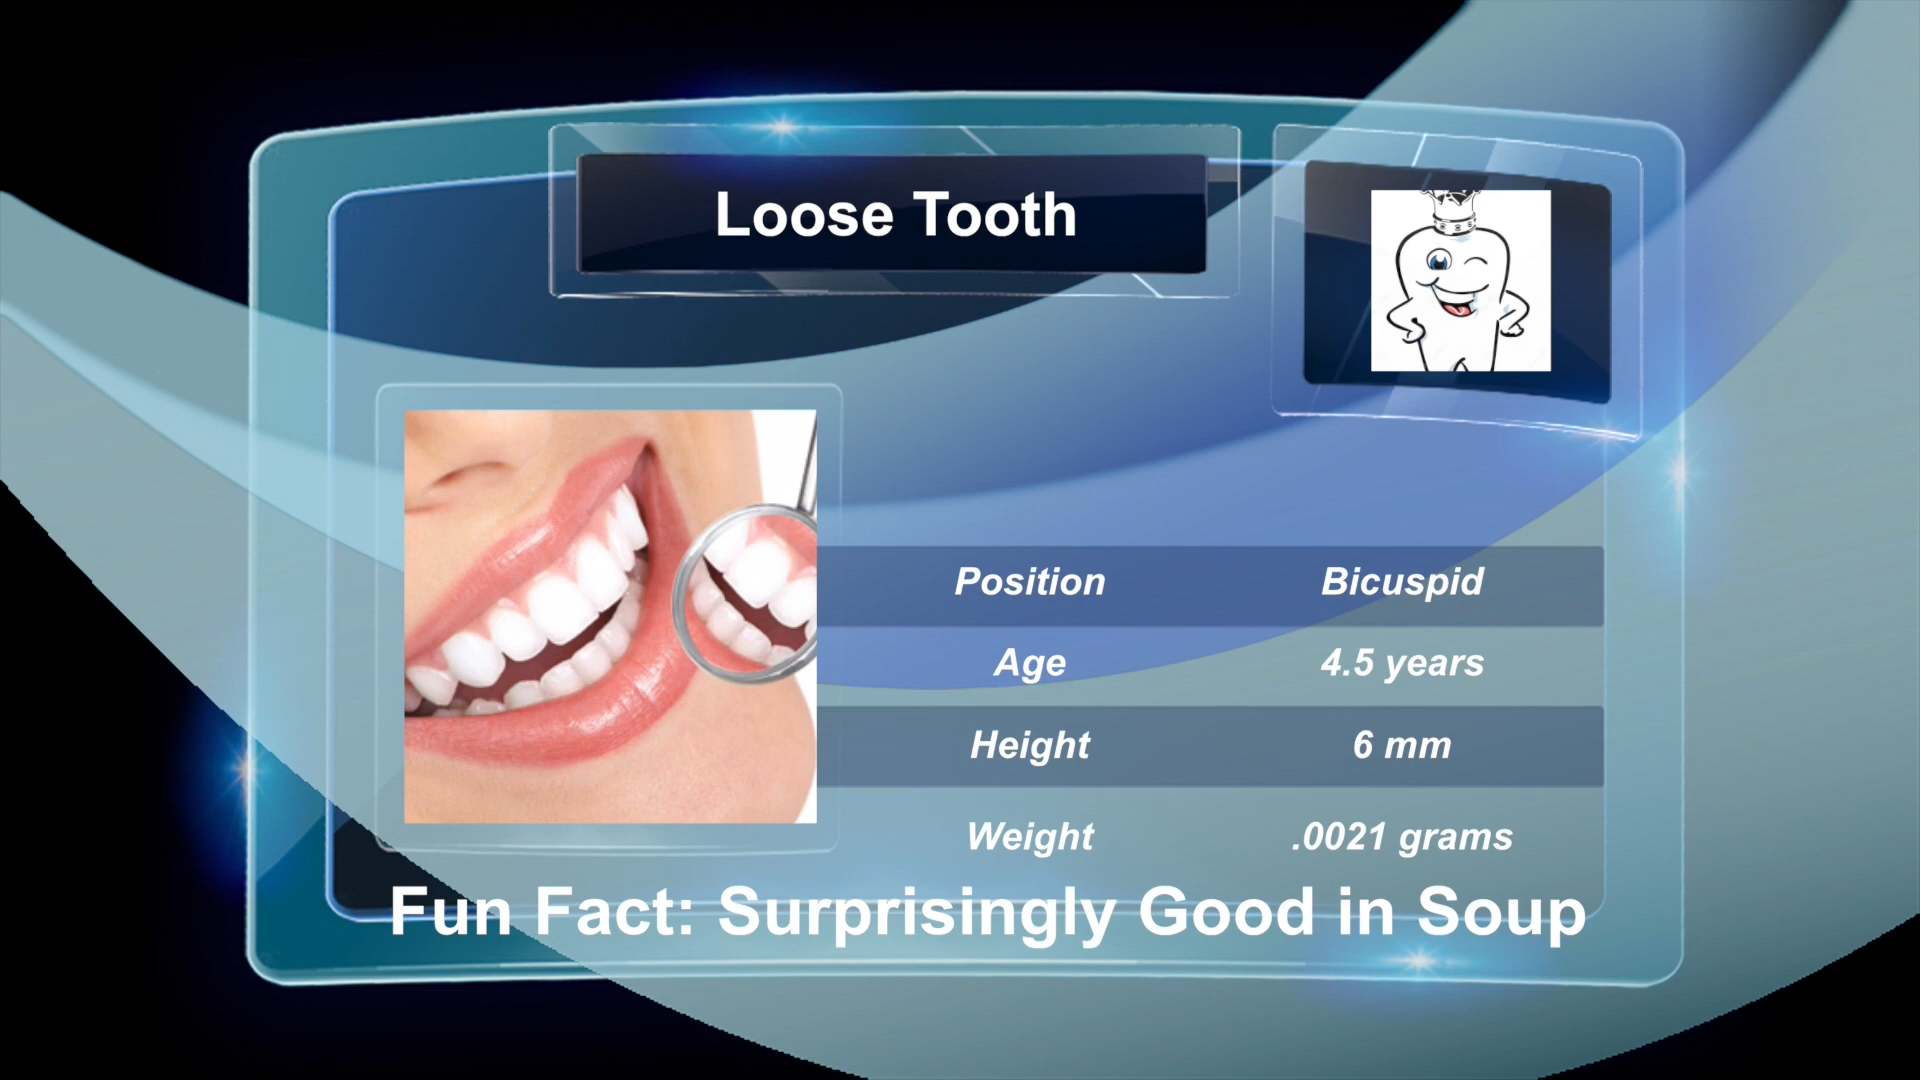 Loose Tooth
Position Bicuspid
Age 4.5 years
Height 6 mm
Weight .0021 grams
Fun Fact: Surprisingly Good in Soup